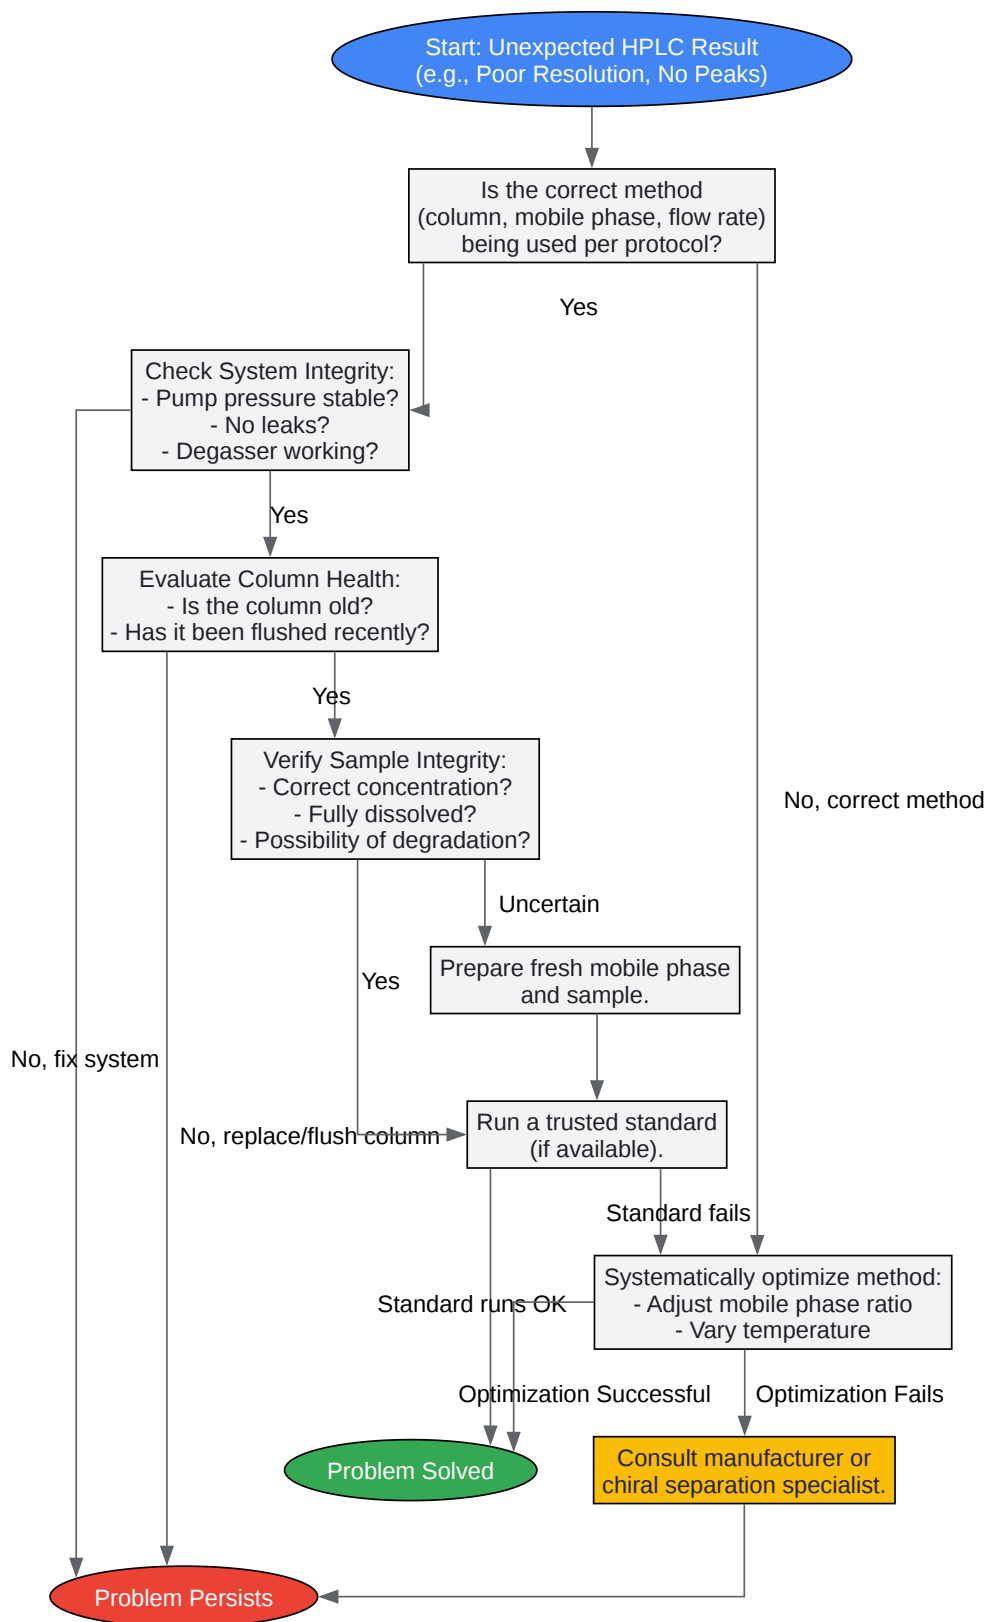 Start: Unexpected HPLC Result
(e.g., Poor Resolution, No Peaks)
Is the correct method
(column, mobile phase, flow rate)
being used per protocol?
Yes
Check System Integrity:
- Pump pressure stable?
- No leaks?
- Degasser working?
Yes
Evaluate Column Health:
- Is the column old?
- Has it been flushed recently?
Yes
Verify Sample Integrity:
- Correct concentration?
- Fully dissolved?
- Possibility of degradation?
No, correct method
Uncertain
Yes
Prepare fresh mobile phase
and sample.
No, fix system
Run a trusted standard
(if available).
No, replace/flush column
Standard fails
Systematically optimize method:
- Adjust mobile phase ratio
- Vary temperature
Standard runs OK
Optimization Successful
Optimization Fails
Problem Solved
Consult manufacturer or
chiral separation specialist.
Problem Persists